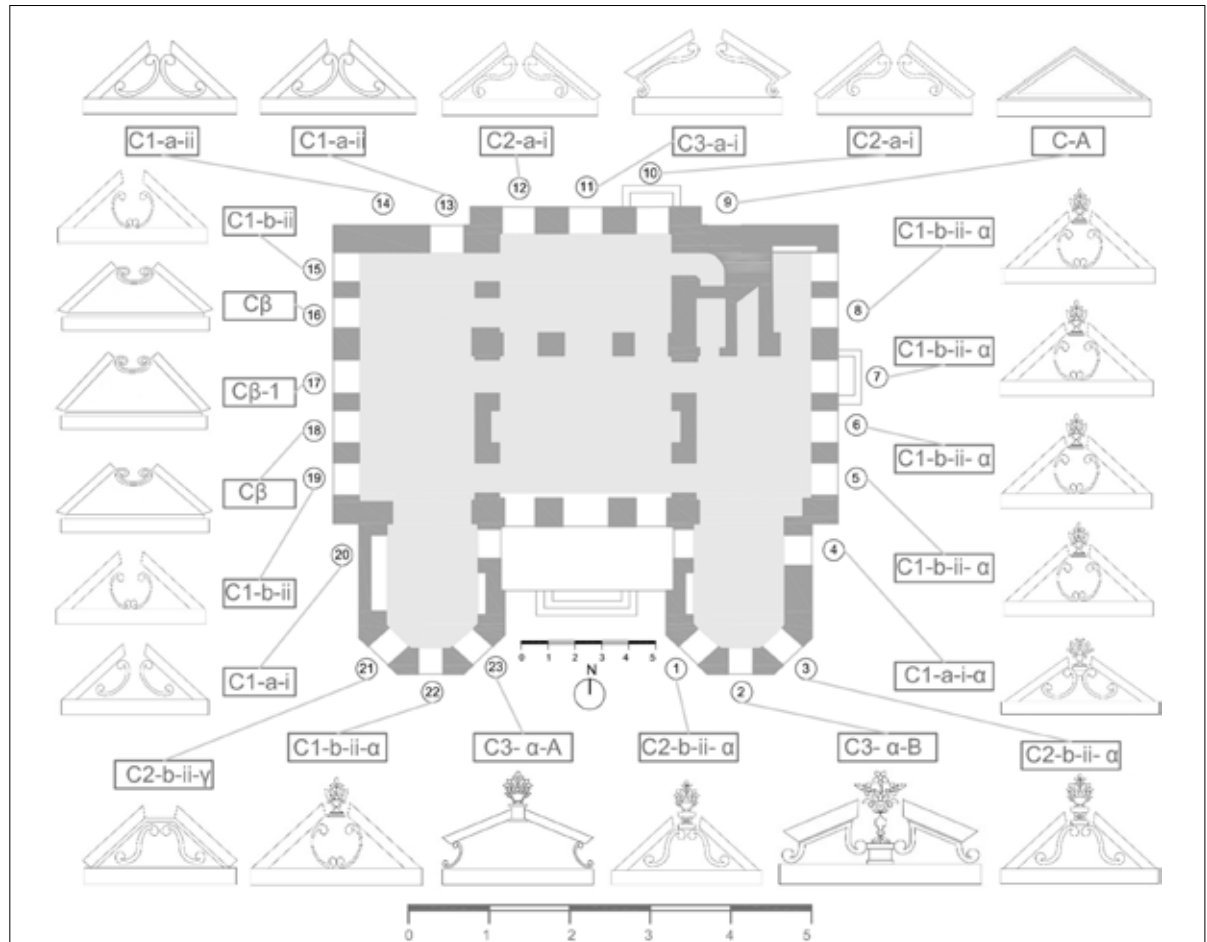 C1-a-ii
C1-a-ii
C2-a-i
C3-a-i
C2-a-i
C-A
14
13
12
11
10
9
C1-b-ii
15
Cβ
16
Cβ-1
17
18
Cβ
19
C1-b-ii
20
C1-a-i
C1-b-ii- α
8
C1-b-ii- α
7
6
C1-b-ii- α
5
C1-b-ii- α
4
C1-a-i-α
0 1 2 3 4 5
N
21
22
23
1
2
3
C2-b-ii-γ
C1-b-ii-α
C3- α-A
C2-b-ii- α
C3- α-B
C2-b-ii- α
0 1 2 3 4 5